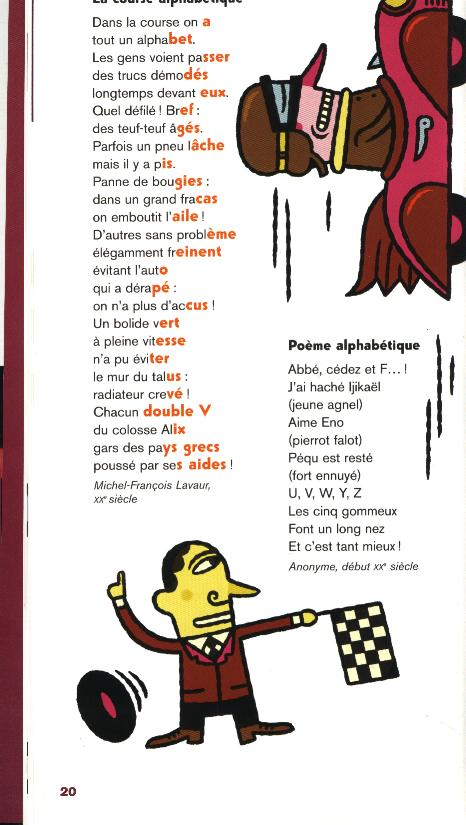 La course alphabétique
Dans la course on a
tout un alphabet.
Les gens voient passer
des trucs démodés
longtemps devant eux.
Quel défilé ! Bref :
des teuf-teuf âgés.
Parfois un pneu lâche
mais il y a pis.
Panne de bougies :
dans un grand fracas
on emboutit l'aile !
D'autres sans problème
élégamment freinent
évitant l'auto
qui a dérapé :
on n'a plus d'accus !
Un bolide vert
à pleine vitesse
n'a pu éviter
le mur du talus :
radiateur crevé !
Chacun double V
du colosse Alix
gars des pays grecs
poussé par ses aides !
Michel-François Lavaur,
XXe siècle
Poème alphabétique
Abbé, cédez et F... !
J'ai haché Ijikaël
(jeune agnel)
Aime Eno
(pierrot falot)
Péqu est resté
(fort ennuyé)
U, V, W, Y, Z
Les cinq gommeux
Font un long nez
Et c'est tant mieux !
Anonyme, début XXe siècle
20